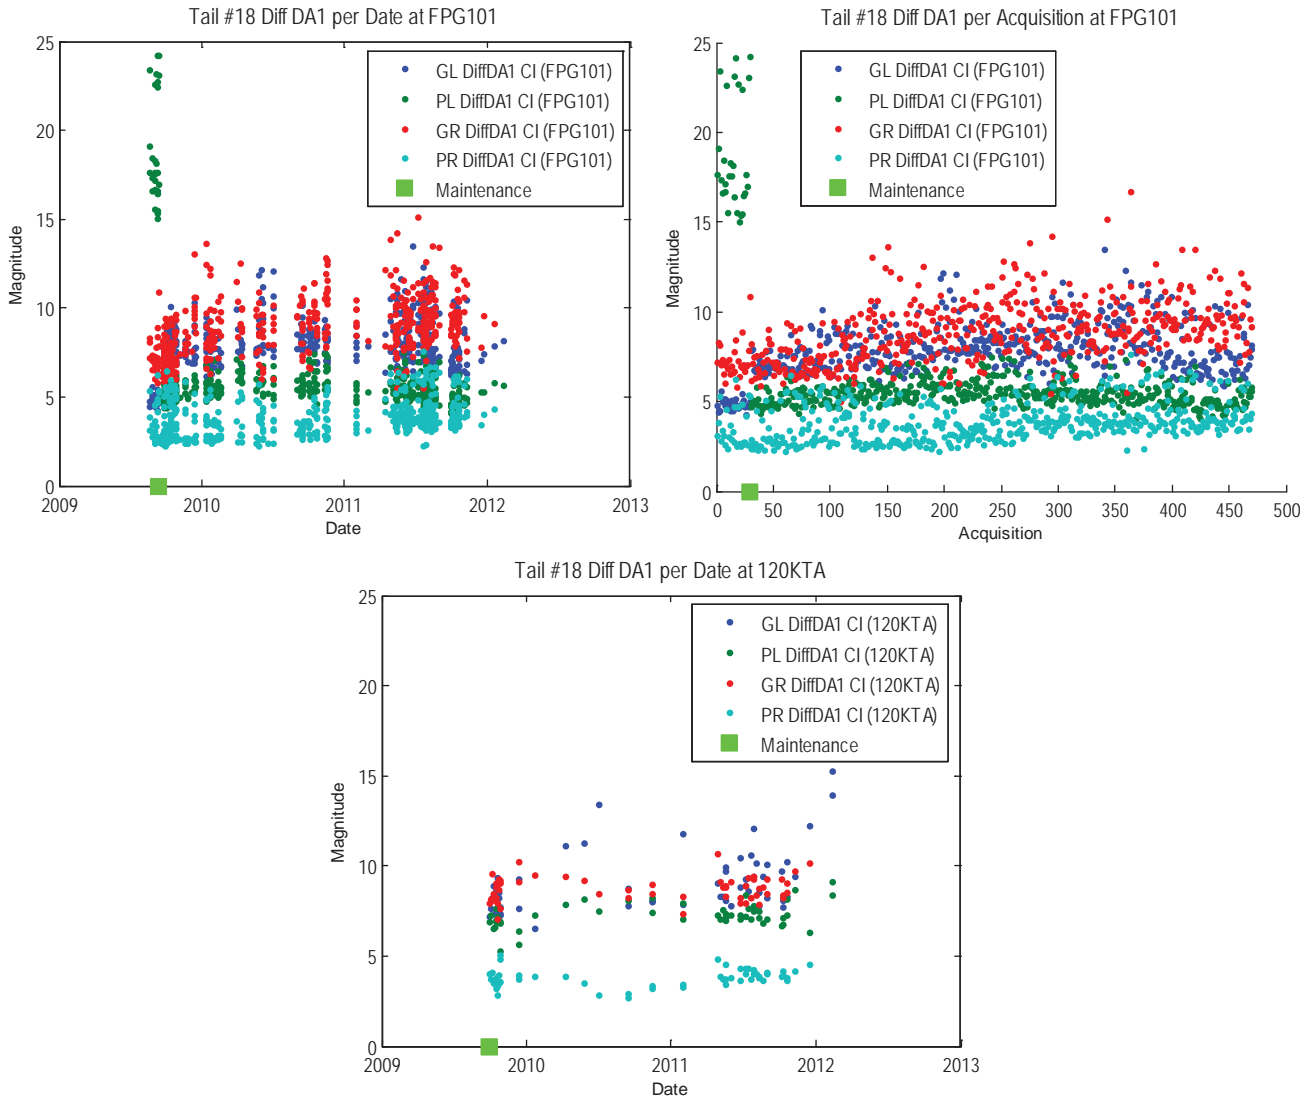 Tail #18 Diff DA1 per Date at FPG101
25
20
15
10
5
0
Magnitude
GL DiffDA1 CI (FPG101)
PL DiffDA1 CI (FPG101)
GR DiffDA1 CI (FPG101)
PR DiffDA1 CI (FPG101)
Maintenance
2009 2010 2011 2012 2013
Date
Tail #18 Diff DA1 per Acquisition at FPG101
25
20
15
10
5
0
Magnitude
GL DiffDA1 CI (FPG101)
PL DiffDA1 CI (FPG101)
GR DiffDA1 CI (FPG101)
PR DiffDA1 CI (FPG101)
Maintenance
0 50 100 150 200 250 300 350 400 450 500
Acquisition
Tail #18 Diff DA1 per Date at 120KTA
25
20
15
10
5
0
Magnitude
GL DiffDA1 CI (120KTA)
PL DiffDA1 CI (120KTA)
GR DiffDA1 CI (120KTA)
PR DiffDA1 CI (120KTA)
Maintenance
2009 2010 2011 2012 2013
Date